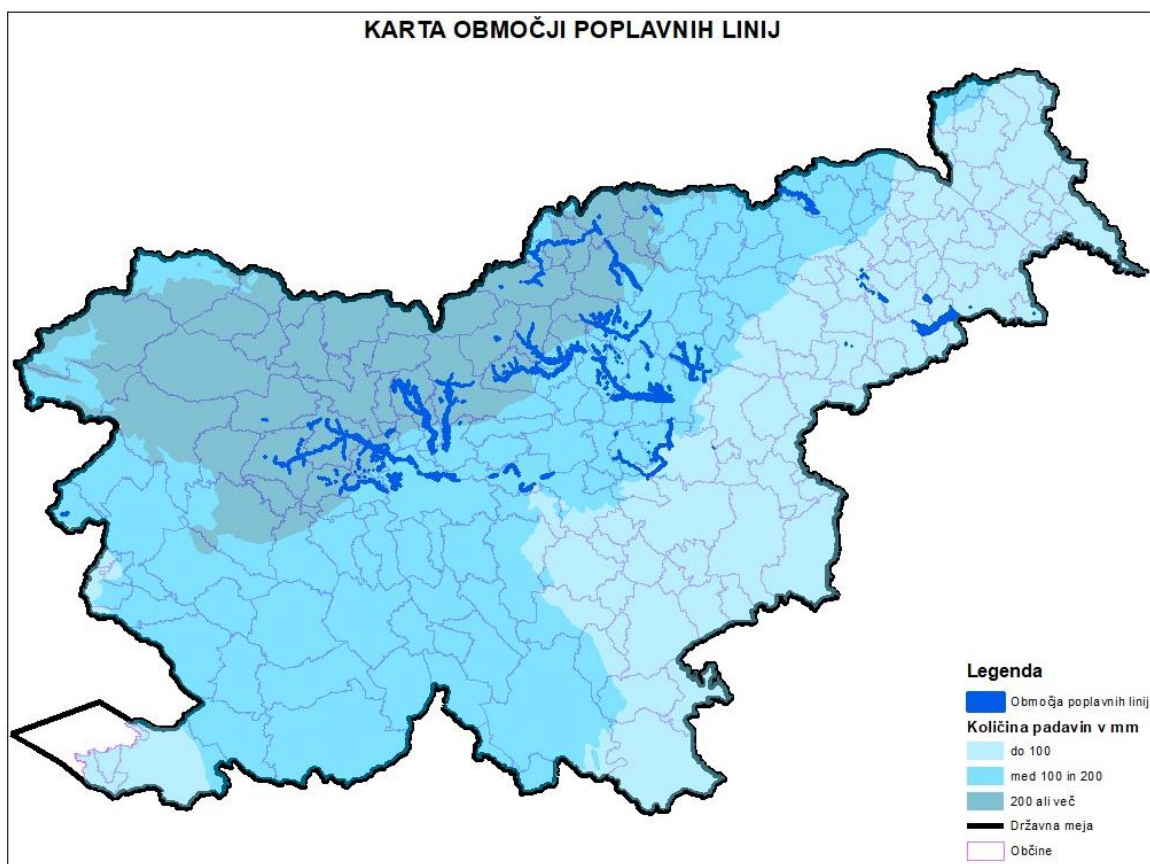 KARTA OBMOČJI POPLAVNIH LINIJ
Legenda
Območja poplavnih linij
Količina padavin v mm
do 100
med 100 in 200
200 ali več
Državna meja
Občine